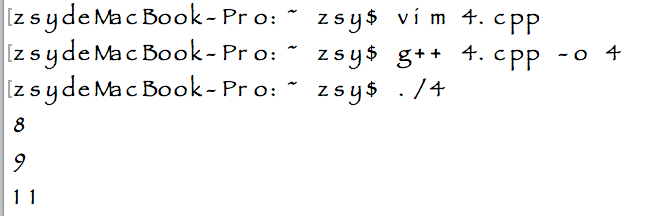 [zsydeMacBook-Pro:~ zsy$ vim 4.cpp
[zsydeMacBook-Pro:~ zsy$ g++ 4.cpp -o 4
[zsydeMacBook-Pro:~ zsy$ ./4
8
9
11